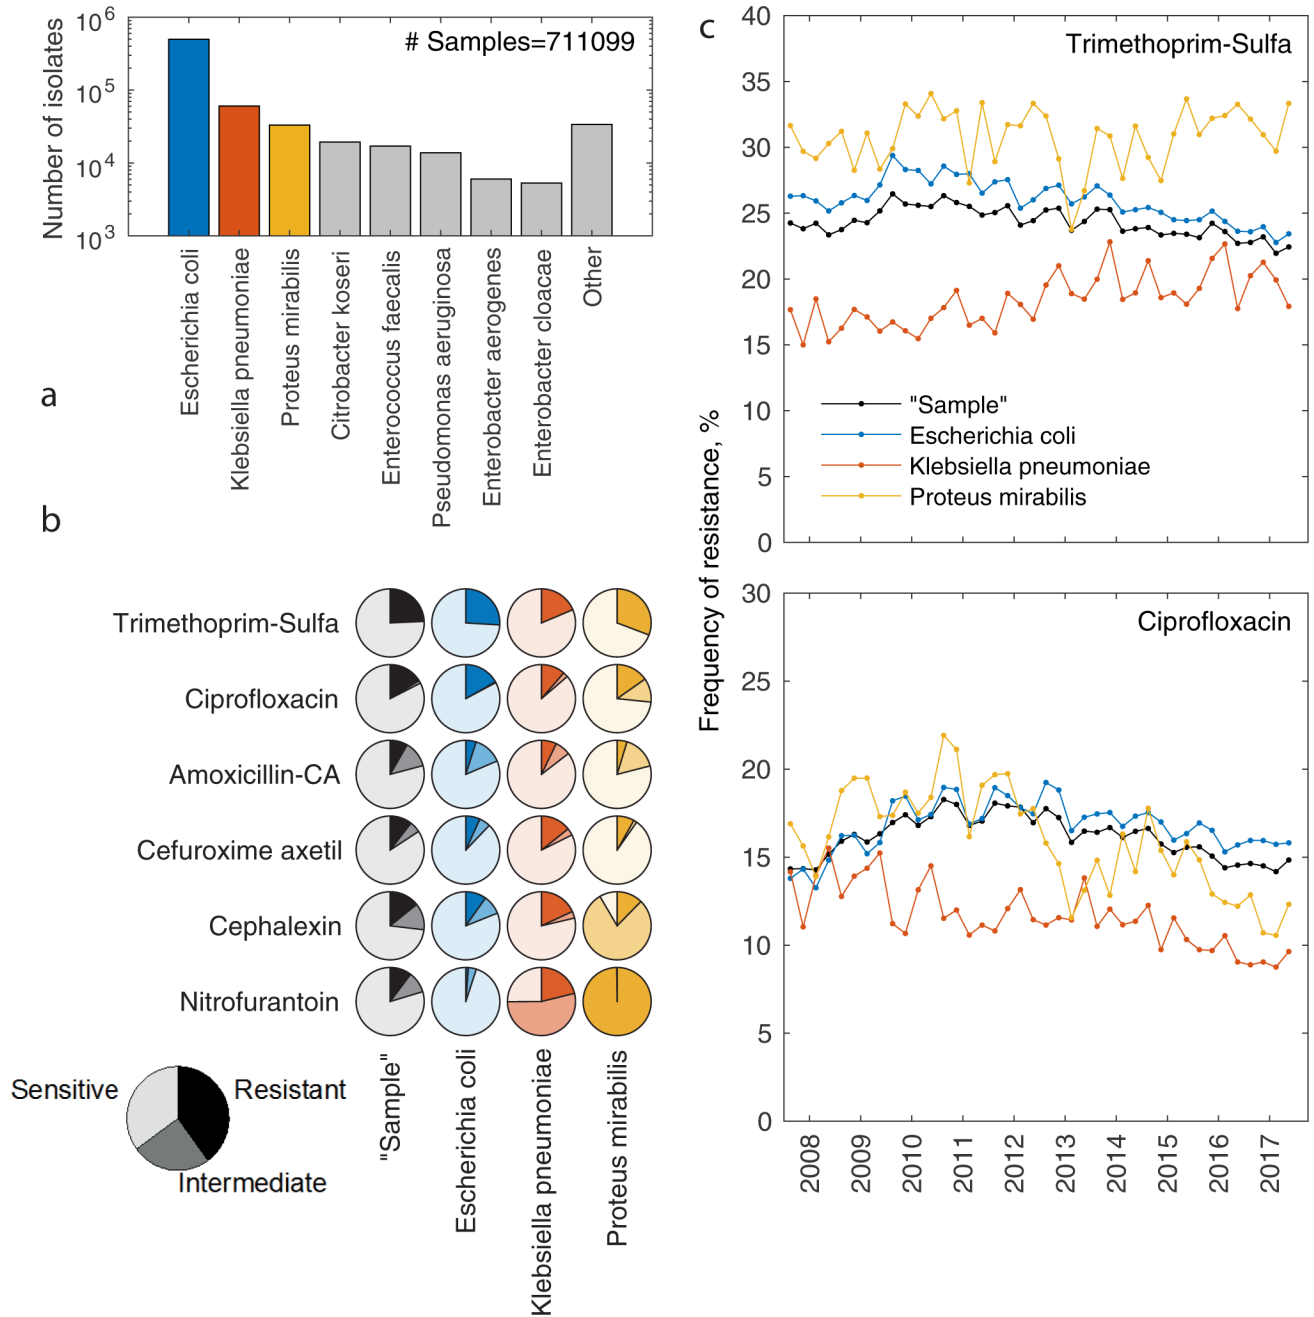 a
Number of isolates
10^6
10^5
10^4
10^3
# Samples=711099
Escherichia coli
Klebsiella pneumoniae
Proteus mirabilis
Citrobacter koseri
Enterococcus faecalis
Pseudomonas aeruginosa
Enterobacter aerogenes
Enterobacter cloacae
Other
b
Trimethoprim-Sulfa
Ciprofloxacin
Amoxicillin-CA
Cefuroxime axetil
Cephalexin
Nitrofurantoin
"Sample"
Escherichia coli
Klebsiella pneumoniae
Proteus mirabilis
Sensitive
Resistant
Intermediate
c
Frequency of resistance, %
Trimethoprim-Sulfa
40
35
30
25
20
15
10
5
0
"Sample"
Escherichia coli
Klebsiella pneumoniae
Proteus mirabilis
Ciprofloxacin
30
25
20
15
10
5
0
2008
2009
2010
2011
2012
2013
2014
2015
2016
2017